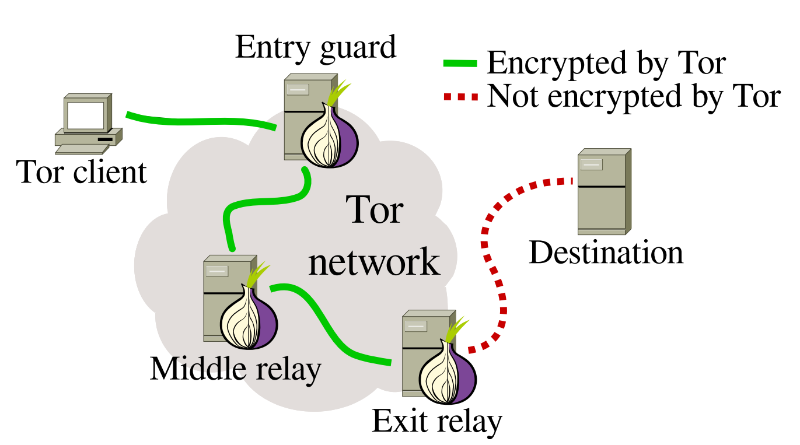 Entry guard
Encrypted by Tor
Not encrypted by Tor
Tor client
Tor
network
Destination
Middle relay
Exit relay